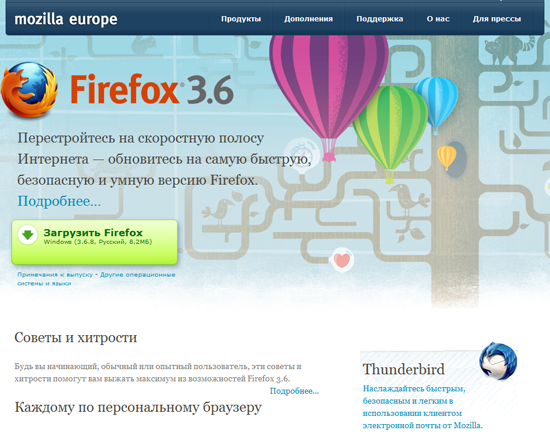 mozilla europe
Продукты Дополнения Поддержка О нас Для прессы
Firefox® 3.6
Перестройтесь на скоростную полосу
Интернета — обновитесь на самую быструю,
безопасную и умную версию Firefox.
Подробнее...
Загрузить Firefox
Windows (3.6.8, Русский, 8.2МБ)
Примечания к выпуску - Другие операционные
системы и языки
Советы и хитрости
Будь вы начинающий, обычный или опытный пользователь, эти советы и
хитрости помогут вам выжать максимум из возможностей Firefox 3.6.
Подробнее...
Каждому по персональному браузеру
Thunderbird
Наслаждайтесь быстрым,
безопасным и легким в
использовании клиентом
электронной почты от Mozilla.